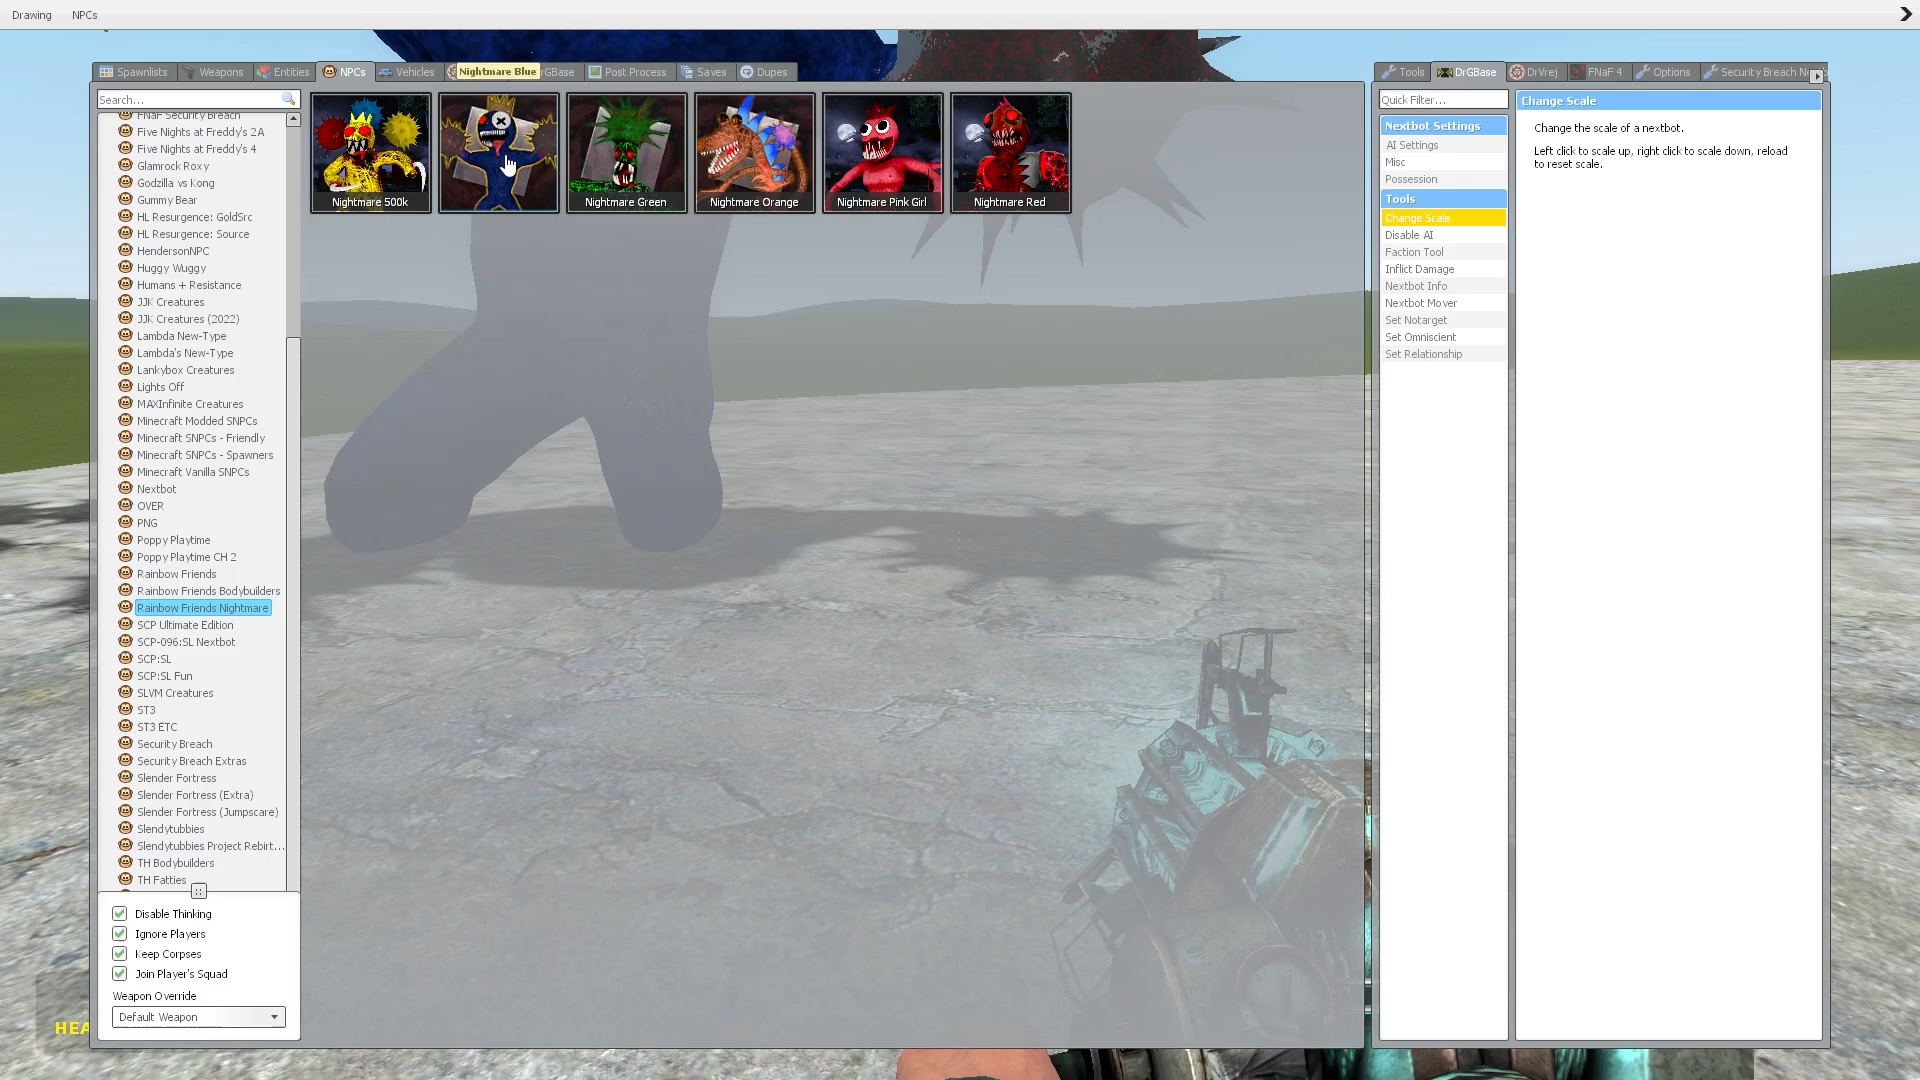 Drawing NPCs
Spawnlists Weapons Entities NPCs Vehicles Nightmare Blue rGBase Post Process Saves Dupes
Search...
FNaF Security Breach
Five Nights at Freddy's 2A
Five Nights at Freddy's 4
Glamrock Roxy
Godzilla vs Kong
Gummy Bear
HL Resurgence: GoldSrc
HL Resurgence: Source
HendersonNPC
Huggy Wuggy
Humans + Resistance
JJK Creatures
JJK Creatures (2022)
Lambda New-Type
Lambda's New-Type
Lankybox Creatures
Lights Off
MAXInfinite Creatures
Minecraft Modded SNPCs
Minecraft SNPCs - Friendly
Minecraft SNPCs - Spawners
Minecraft Vanilla SNPCs
Nextbot
OVER
PNG
Poppy Playtime
Poppy Playtime CH 2
Rainbow Friends
Rainbow Friends Bodybuilders
Rainbow Friends Nightmare
SCP Ultimate Edition
SCP-096:SL Nextbot
SCP:SL
SCP:SL Fun
SLVM Creatures
ST3
ST3 ETC
Security Breach
Security Breach Extras
Slender Fortress
Slender Fortress (Extra)
Slender Fortress (Jumpscare)
Slendytubbies
Slendytubbies Project Rebirt...
TH Bodybuilders
TH Fatties
Disable Thinking
Ignore Players
Keep Corpses
Join Player's Squad
Weapon Override
Default Weapon
HEA
Nightmare 500k
Nightmare Green
Nightmare Orange
Nightmare Pink Girl
Nightmare Red
Tools DrGBase DrVrej FNaF 4 Options Security Breach
Quick Filter...
Nextbot Settings
AI Settings
Misc
Possession
Tools
Change Scale
Disable AI
Faction Tool
Inflict Damage
Nextbot Info
Nextbot Mover
Set Notarget
Set Omniscient
Set Relationship
Change Scale
Change the scale of a nextbot.
Left click to scale up, right click to scale down, reload
to reset scale.